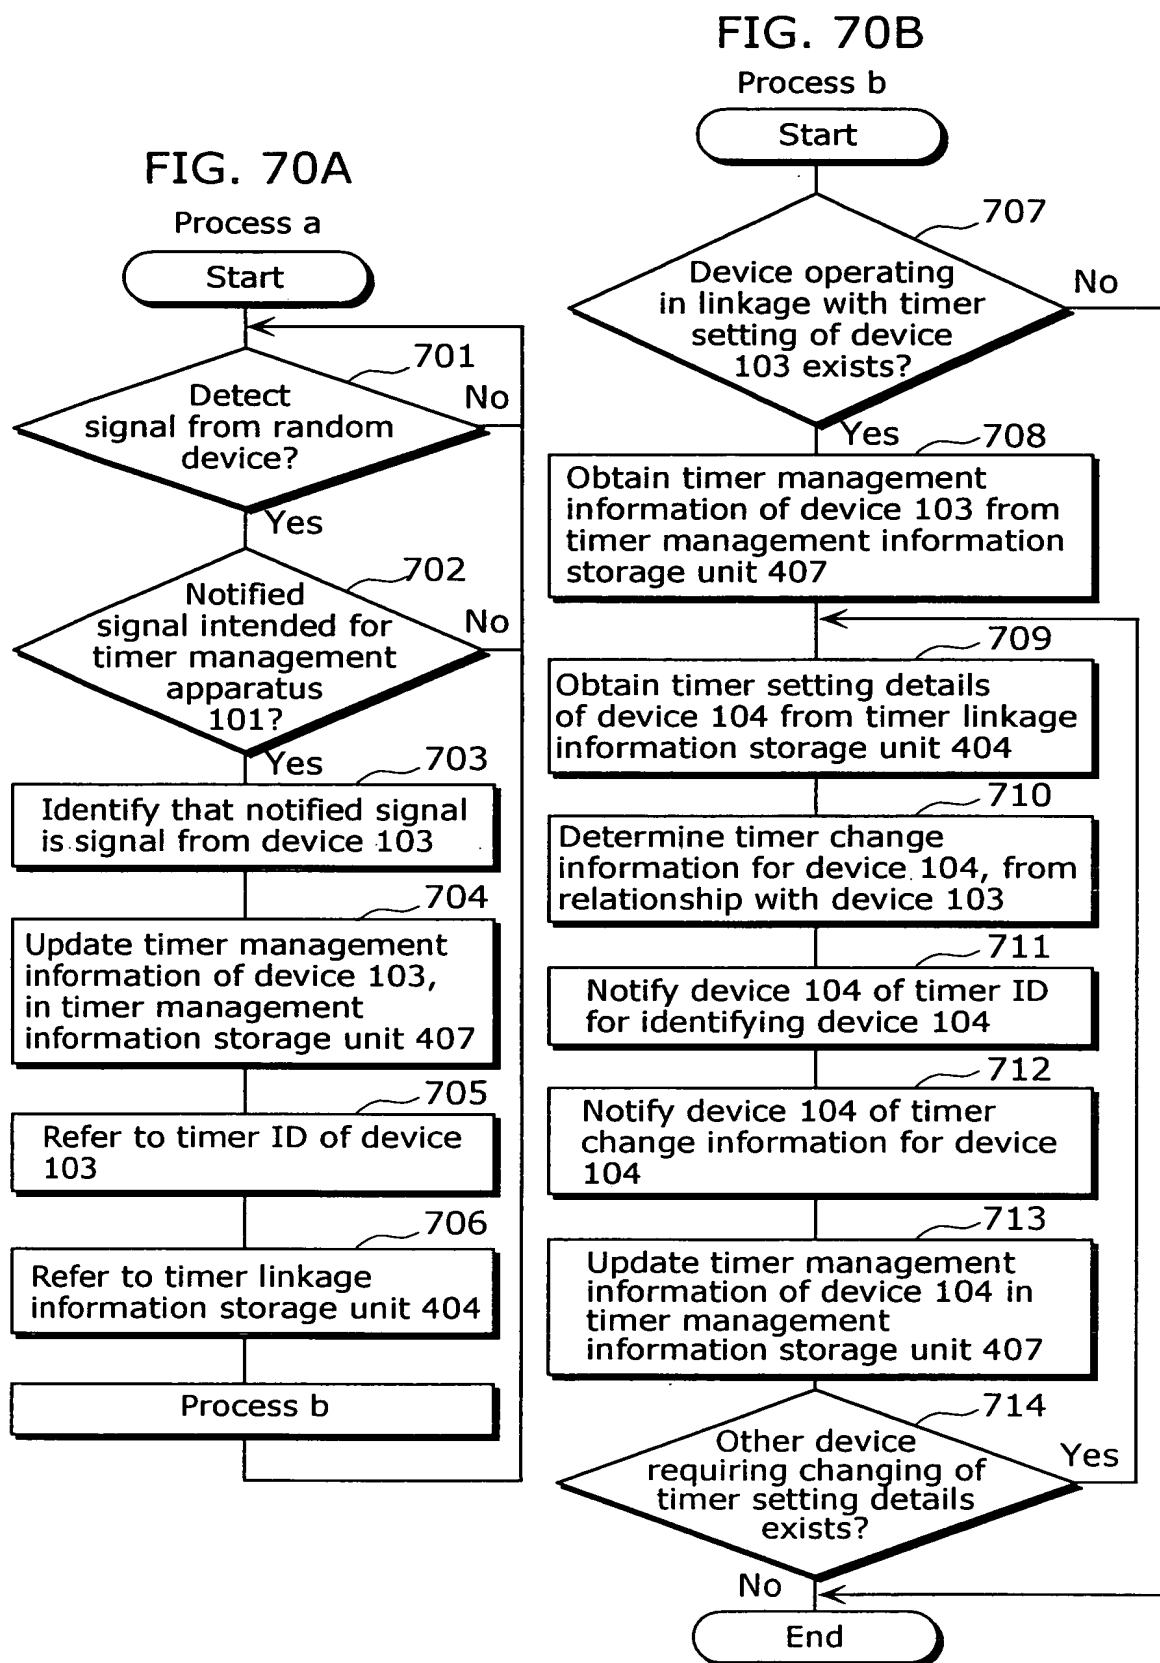 FIG. 70A
Process a
Start
701
Detect
signal from random
device?
No
Yes
702
Notified
signal intended for
timer management
apparatus
101?
No
Yes
703
Identify that notified signal
is signal from device 103
704
Update timer management
information of device 103,
in timer management
information storage unit 407
705
Refer to timer ID of device
103
706
Refer to timer linkage
information storage unit 404
Process b
FIG. 70B
Process b
Start
707
Device operating
in linkage with timer
setting of device
103 exists?
No
Yes
708
Obtain timer management
information of device 103 from
timer management information
storage unit 407
709
Obtain timer setting details
of device 104 from timer linkage
information storage unit 404
710
Determine timer change
information for device 104, from
relationship with device 103
711
Notify device 104 of timer ID
for identifying device 104
712
Notify device 104 of timer
change information for device
104
713
Update timer management
information of device 104 in
timer management
information storage unit 407
714
Other device
requiring changing of
timer setting details
exists?
Yes
No
End